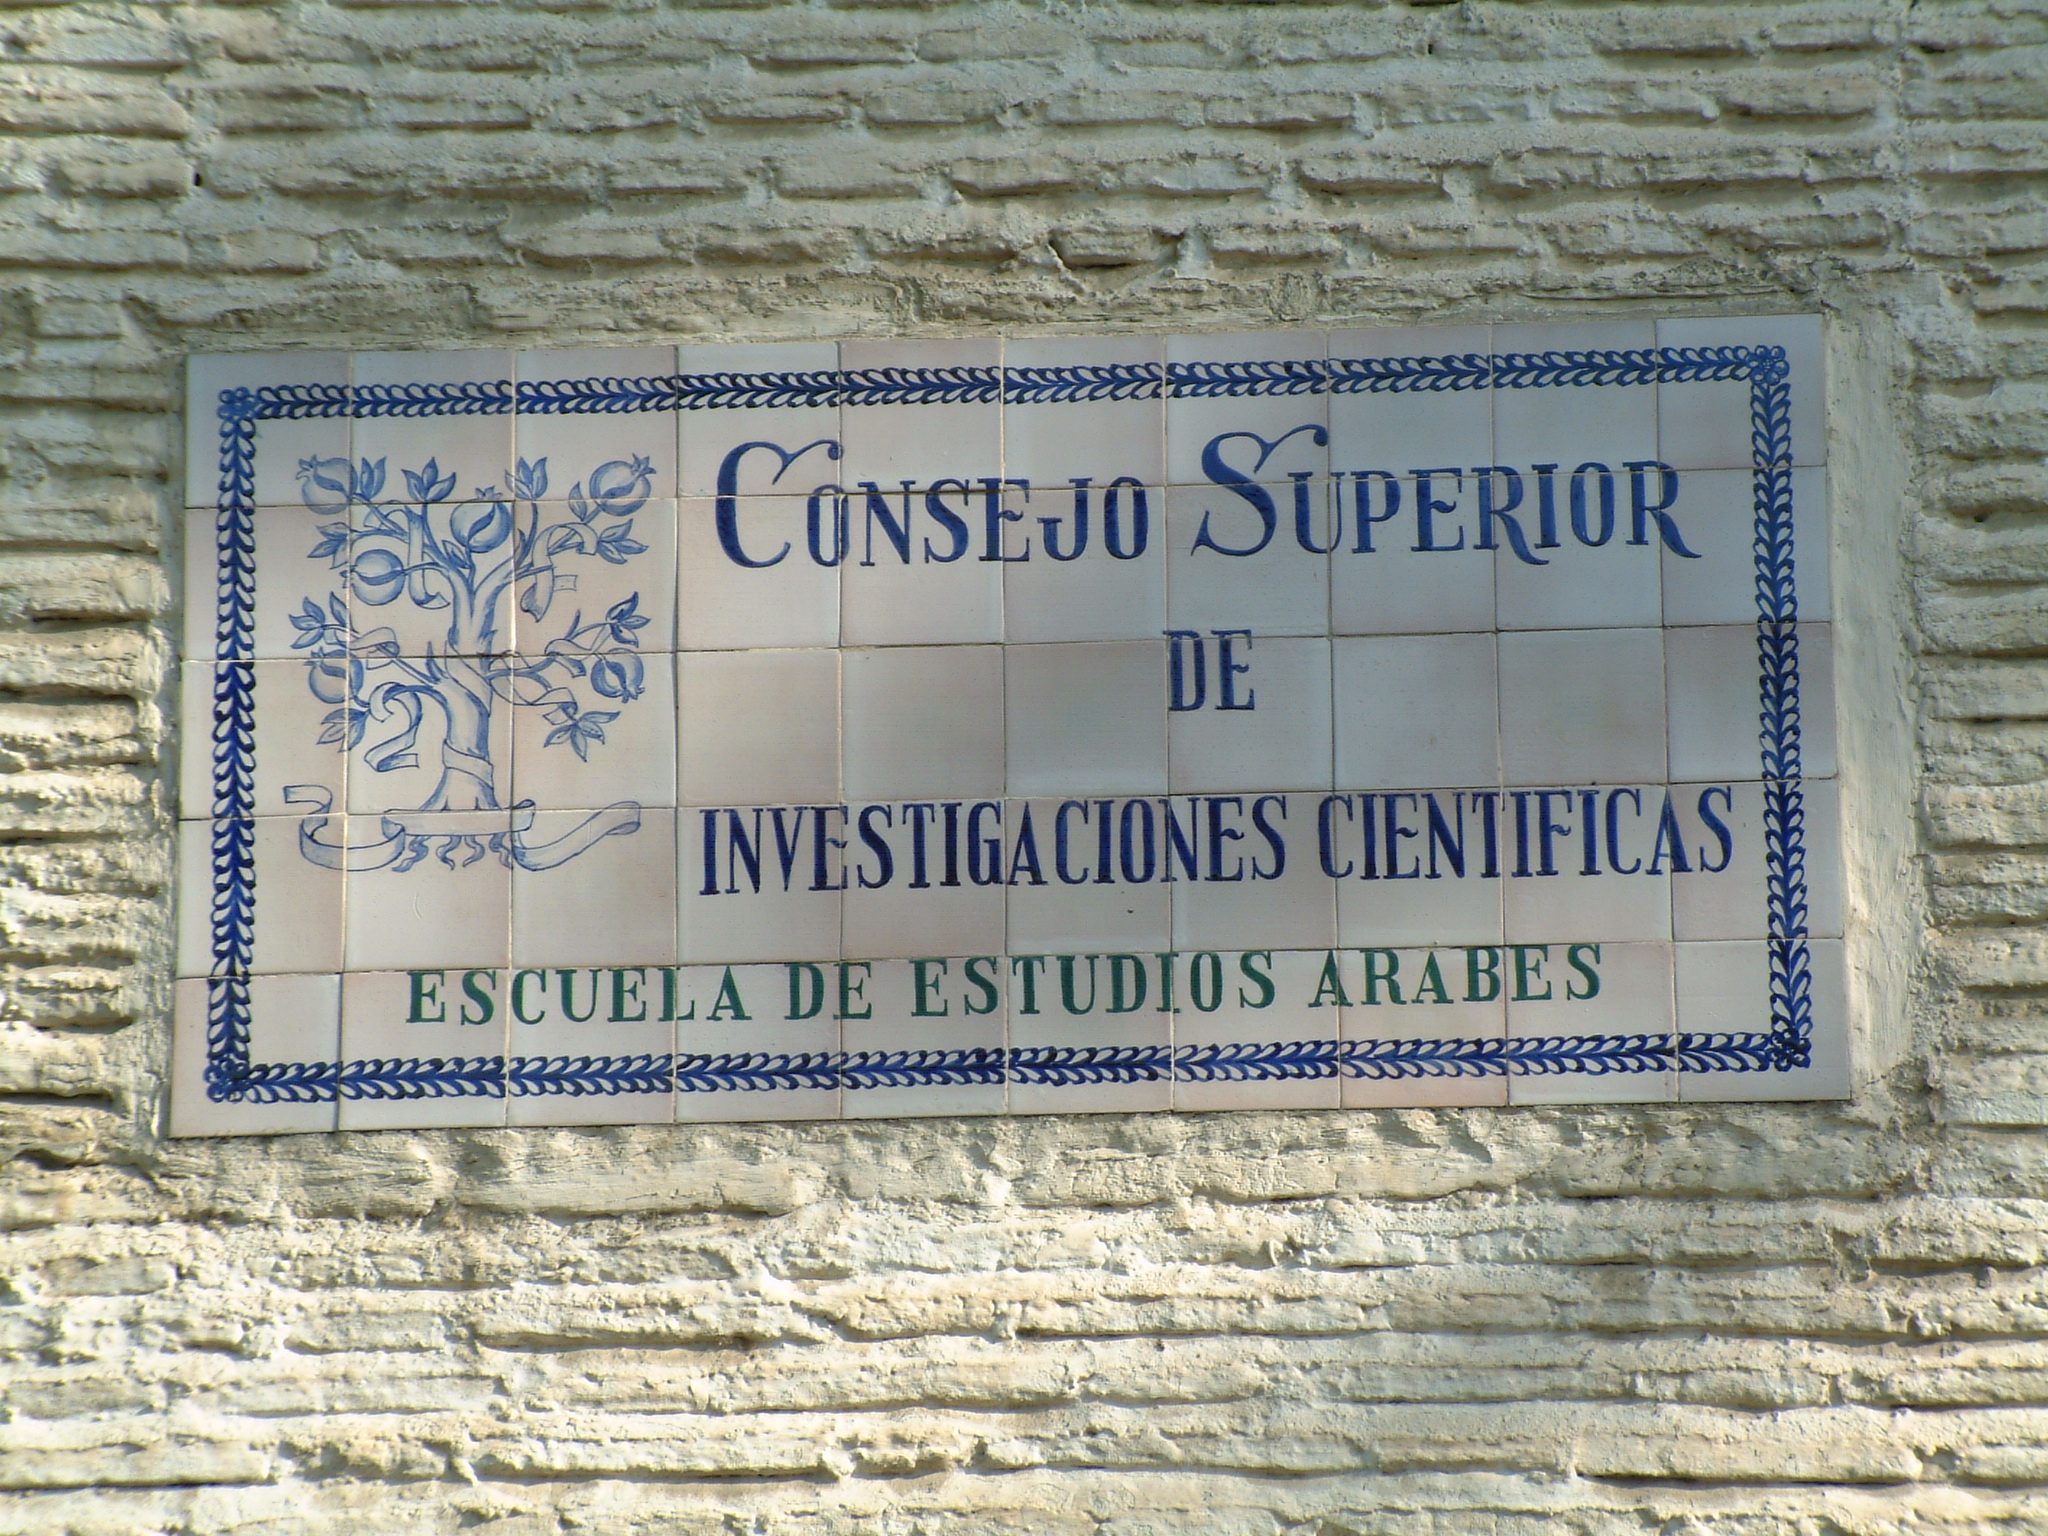 CONSEJO SUPERIOR
DE
INVESTIGACIONES CIENTIFICAS
ESCUELA DE ESTUDIOS ARABES